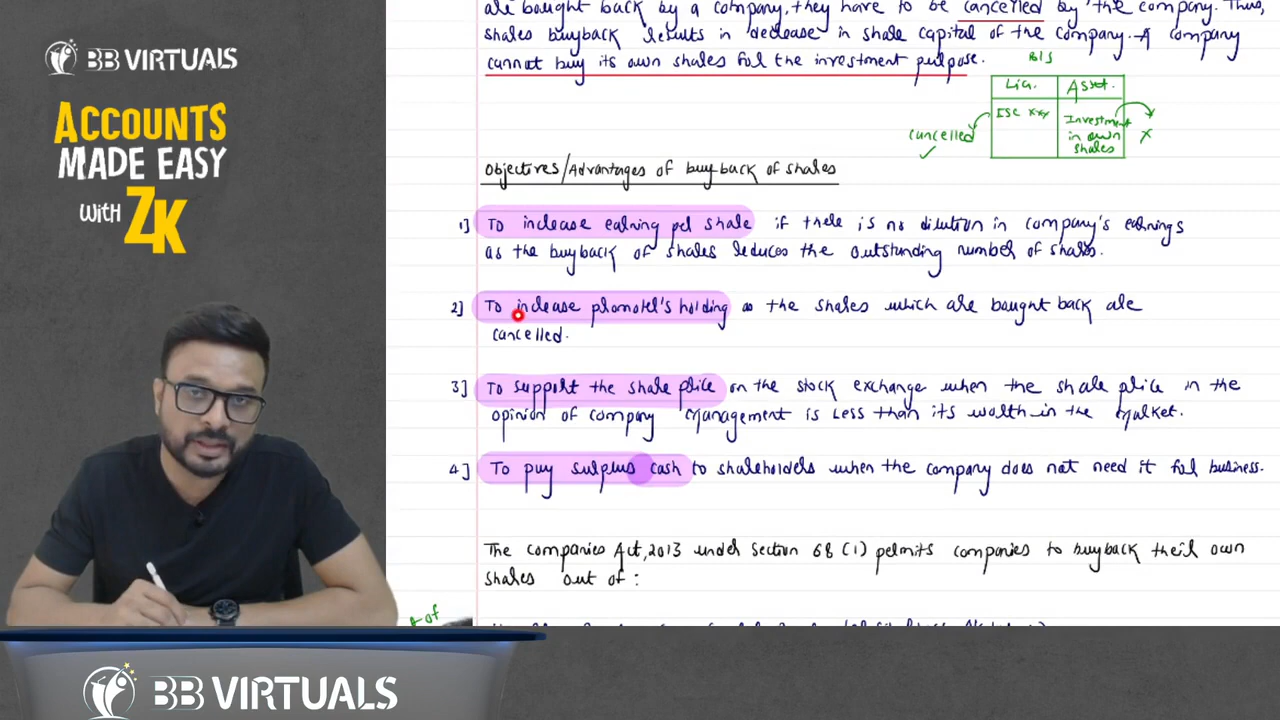 BB VIRTUALS
ACCOUNTS
MADE EASY
with ZK
are bought back by a company, they have to be cancelled by the company. Thus,
shares buyback results in decrease in share capital of the company. A company
cannot buy its own shares for the investment purpose.
B/S
Lia. Asset.
ESC xxx Investment
in own
shares
cancelled
✓
x
Objectives/Advantages of buyback of shares
1] To increase earning per share if there is no dilution in company's earnings
as the buyback of shares reduces the outstanding number of shares.
2] To increase promoter's holding as the shares which are bought back are
cancelled.
3] To support the share price on the stock exchange when the share price in the
opinion of company management is less than its worth in the market.
4] To pay surplus cash to shareholders when the company does not need it for business.
The Companies Act, 2013 under Section 68 (1) permits companies to buyback their own
shares out of :
of
BB VIRTUALS